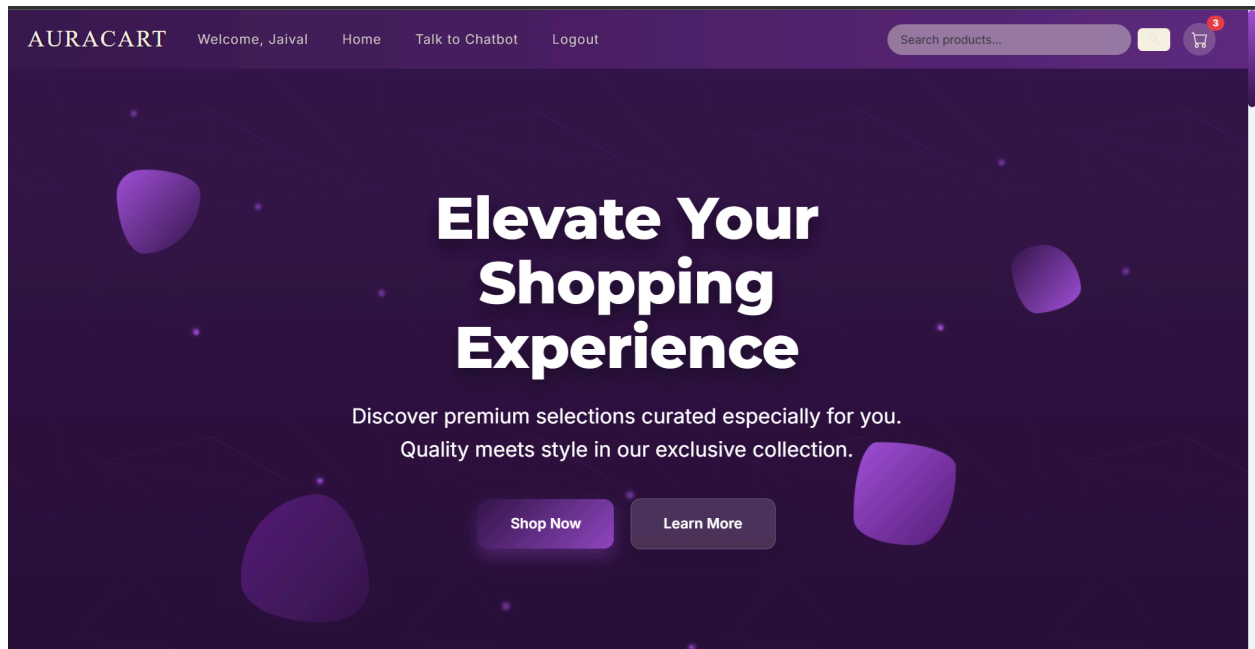 AURACART
Welcome, Jaival
Home
Talk to Chatbot
Logout
Search products...
3
Elevate Your
Shopping
Experience
Discover premium selections curated especially for you.
Quality meets style in our exclusive collection.
Shop Now
Learn More